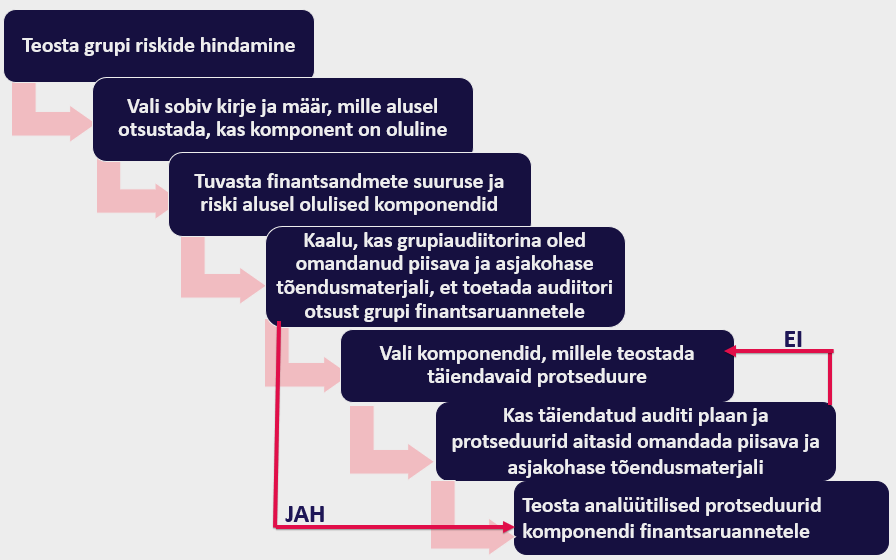 Teosta grupi riskide hindamine
Vali sobiv kirje ja määr, mille alusel
otsustada, kas komponent on oluline
Tuvasta finantsandmete suuruse ja
riski alusel olulised komponendid
Kaalu, kas grupiaudiitorina oled
omandanud piisava ja asjakohase
tõendusmaterjali, et toetada audiitori
otsust grupi finantsaruannetele
EI
Vali komponendid, millele teostada
täiendavaid protseduure
Kas täiendatud auditi plaan ja
protseduurid aitasid omandada piisava ja
asjakohase tõendusmaterjali
JAH
Teosta analüütilised protseduurid
komponendi finantsaruannetele